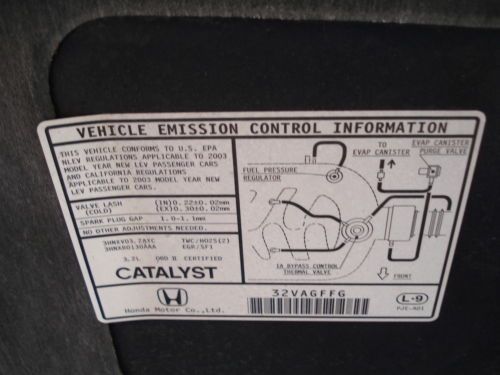 VEHICLE EMISSION CONTROL INFORMATION
THIS VEHICLE CONFORMS TO U.S. EPA
NLEV REGULATIONS APPLICABLE TO 2003
MODEL YEAR NEW LEV PASSENGER CARS
AND CALIFORNIA REGULATIONS
APPLICABLE TO 2003 MODEL YEAR NEW LEV
PASSENGER CARS.
VALVE LASH (IN)0.22±0.02mm
(COLD) (EX)0.30±0.02mm
SPARK PLUG GAP 1.0-1.1mm
NO OTHER ADJUSTMENTS NEEDED.
TWC/HO2S(2)
3HNXR0130AAA EGR/SFI
3.2L OBD II CERTIFIED
CATALYST
TO
EVAP CANISTER
EVAP CANISTER
PURGE VALVE
FUEL PRESSURE
REGULATOR
IA BYPASS CONTROL
THERMAL VALVE
FRONT
Honda Motor Co.,Ltd.
32VAGFFG
L-9
PJE-A01